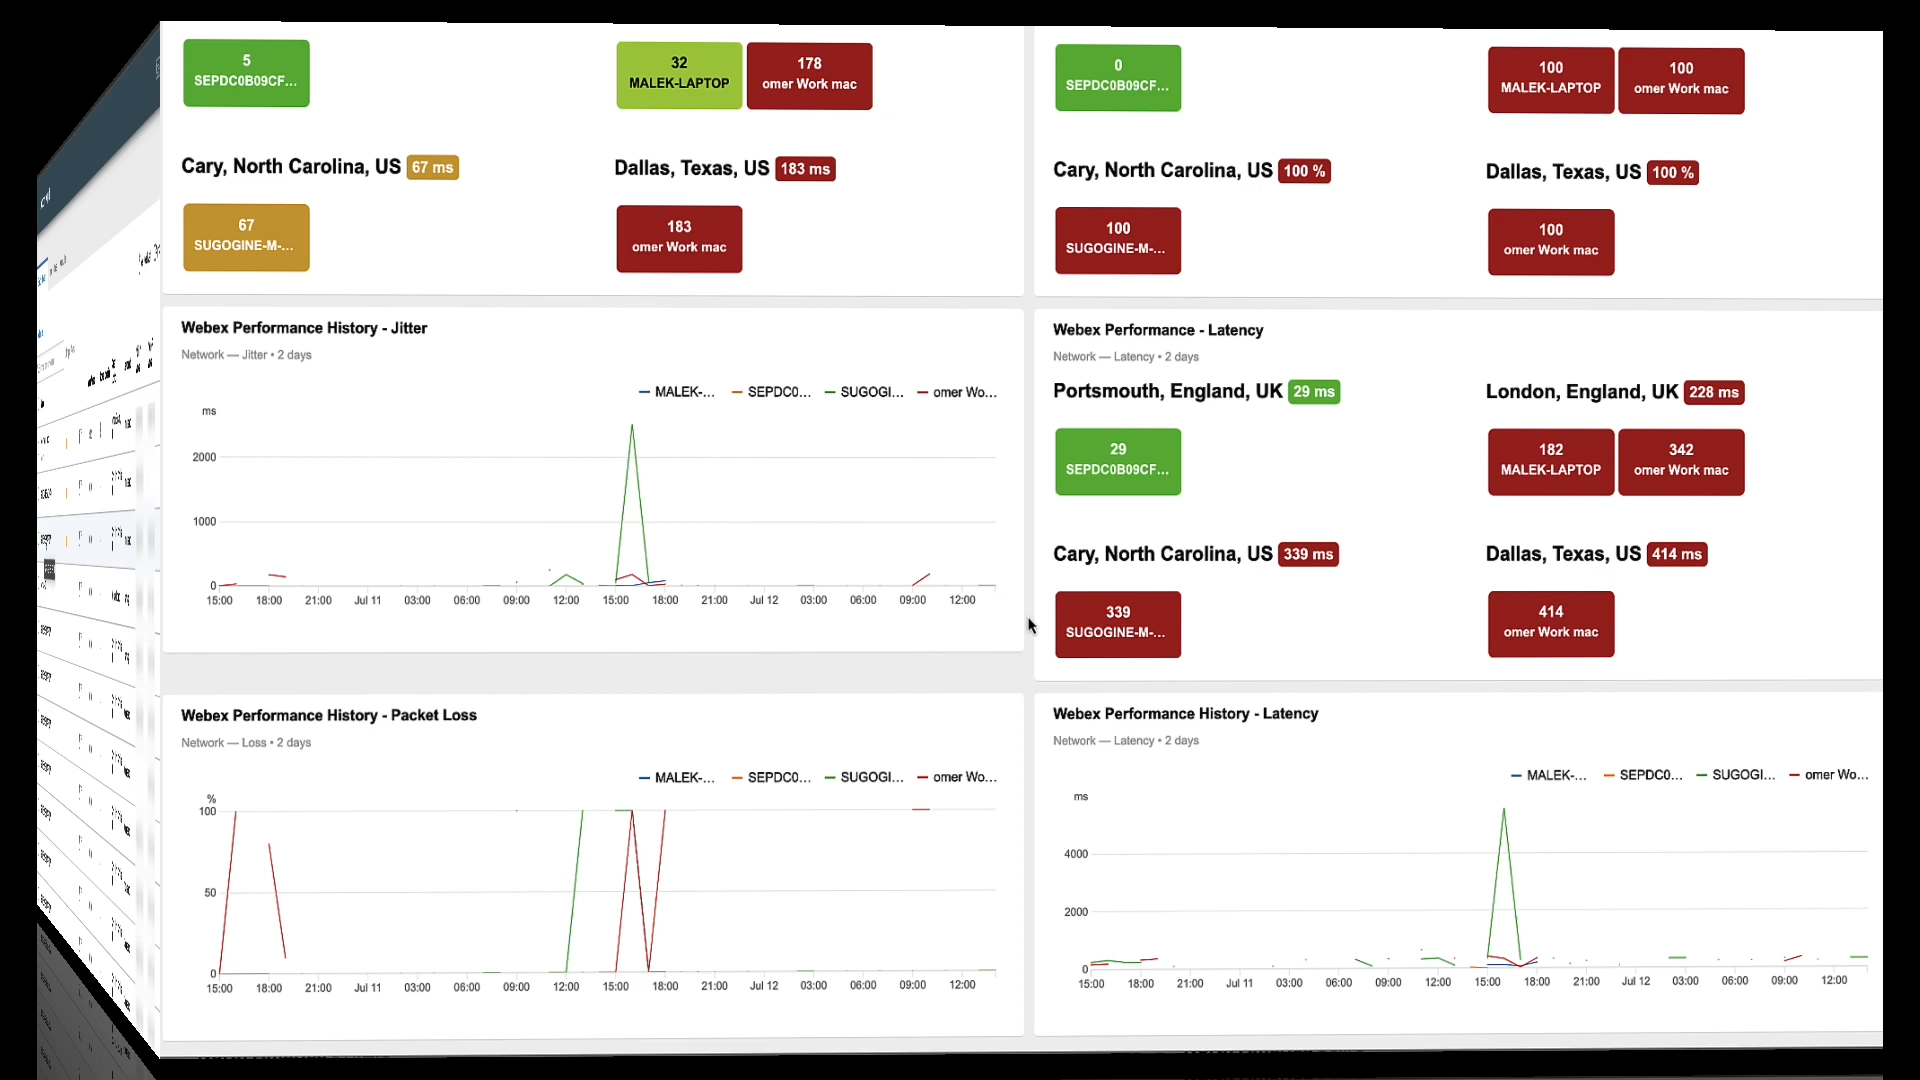 5
SEPDC0B09CF...
32
MALEK-LAPTOP
178
omer Work mac
Cary, North Carolina, US 67 ms
Dallas, Texas, US 183 ms
67
SUGOGINE-M-...
183
omer Work mac
0
SEPDC0B09CF...
100
MALEK-LAPTOP
100
omer Work mac
Cary, North Carolina, US 100 %
Dallas, Texas, US 100 %
100
SUGOGINE-M-...
100
omer Work mac
Webex Performance History - Jitter
Network — Jitter • 2 days
MALEK-... SEPDC0... SUGOGI... omer Wo...
ms
2000
1000
0
15:00 18:00 21:00 Jul 11 03:00 06:00 09:00 12:00 15:00 18:00 21:00 Jul 12 03:00 06:00 09:00 12:00
Webex Performance - Latency
Network — Latency • 2 days
Portsmouth, England, UK 29 ms
London, England, UK 228 ms
29
SEPDC0B09CF...
182
MALEK-LAPTOP
342
omer Work mac
Cary, North Carolina, US 339 ms
Dallas, Texas, US 414 ms
339
SUGOGINE-M-...
414
omer Work mac
Webex Performance History - Packet Loss
Network — Loss • 2 days
MALEK-... SEPDC0... SUGOGI... omer Wo...
%
100
50
0
15:00 18:00 21:00 Jul 11 03:00 06:00 09:00 12:00 15:00 18:00 21:00 Jul 12 03:00 06:00 09:00 12:00
Webex Performance History - Latency
Network — Latency • 2 days
MALEK-... SEPDC0... SUGOGI... omer Wo...
ms
4000
2000
0
15:00 18:00 21:00 Jul 11 03:00 06:00 09:00 12:00 15:00 18:00 21:00 Jul 12 03:00 06:00 09:00 12:00